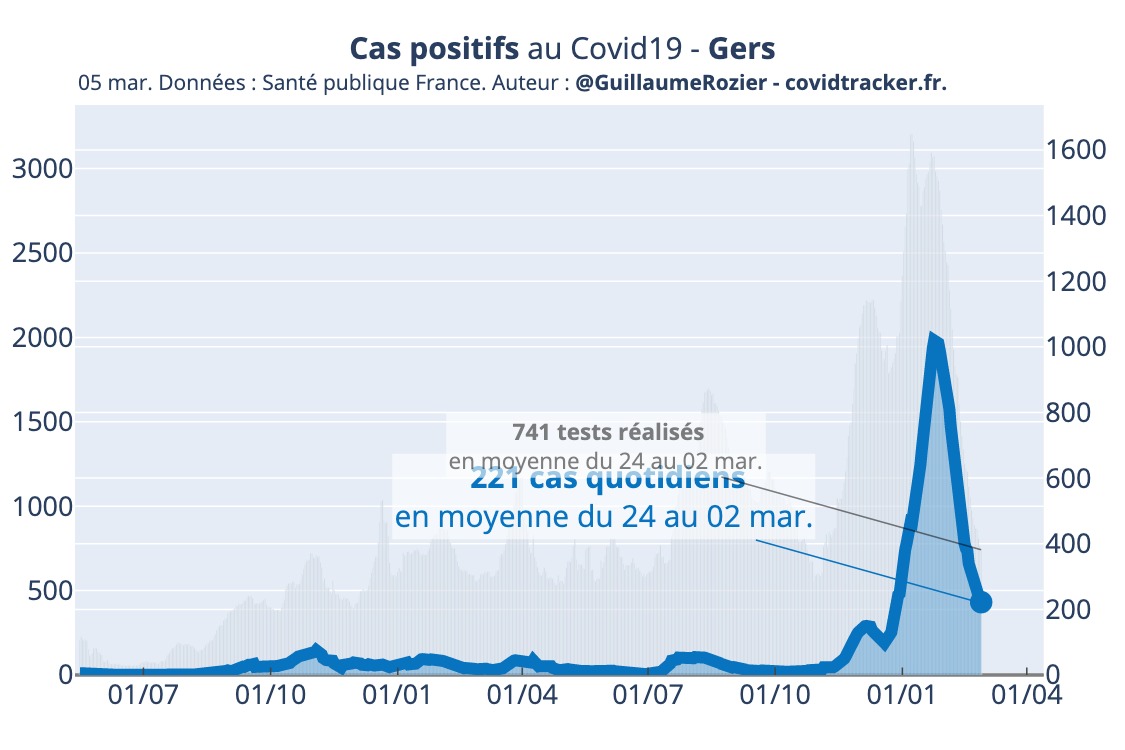 Cas positifs au Covid19 - Gers
05 mar. Données : Santé publique France. Auteur : @GuillaumeRozier - covidtracker.fr.
3000
2500
2000
1500
1000
500
0
1600
1400
1200
1000
800
600
400
200
0
741 tests réalisés
en moyenne du 24 au 02 mar.
221 cas quotidiens
en moyenne du 24 au 02 mar.
01/07 01/10 01/01 01/04 01/07 01/10 01/01 01/04